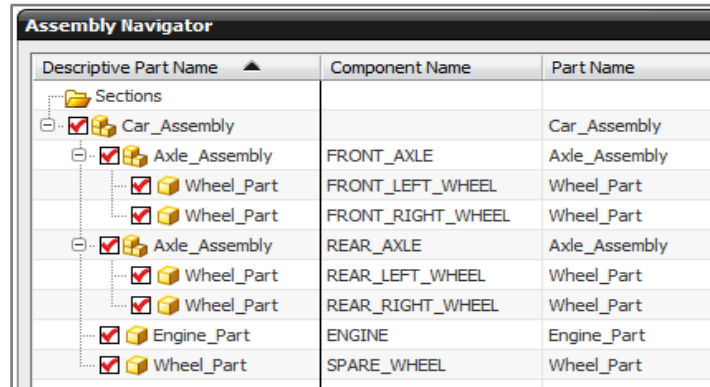 Assembly Navigator
Descriptive Part Name Component Name Part Name
Sections
Car_Assembly Car_Assembly
Axle_Assembly FRONT_AXLE Axle_Assembly
Wheel_Part FRONT_LEFT_WHEEL Wheel_Part
Wheel_Part FRONT_RIGHT_WHEEL Wheel_Part
Axle_Assembly REAR_AXLE Axle_Assembly
Wheel_Part REAR_LEFT_WHEEL Wheel_Part
Wheel_Part REAR_RIGHT_WHEEL Wheel_Part
Engine_Part ENGINE Engine_Part
Wheel_Part SPARE_WHEEL Wheel_Part